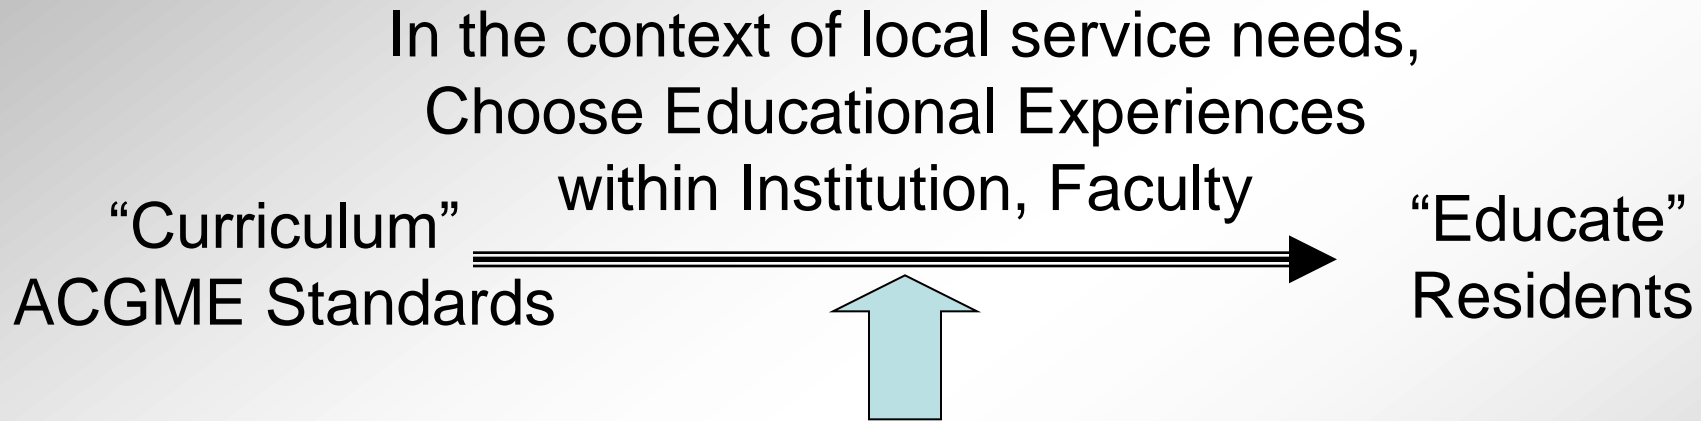 In the context of local service needs,
Choose Educational Experiences
within Institution, Faculty
“Curriculum”
ACGME Standards
“Educate”
Residents